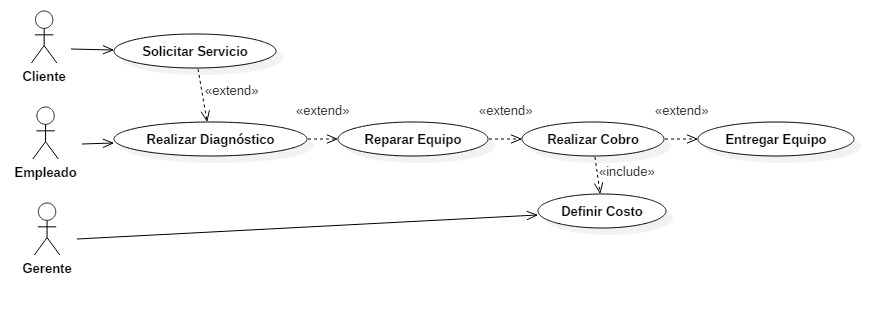 Cliente
Solicitar Servicio
«extend»
Empleado
Realizar Diagnóstico
«extend»
Reparar Equipo
«extend»
Realizar Cobro
«extend»
Entregar Equipo
«include»
Definir Costo
Gerente